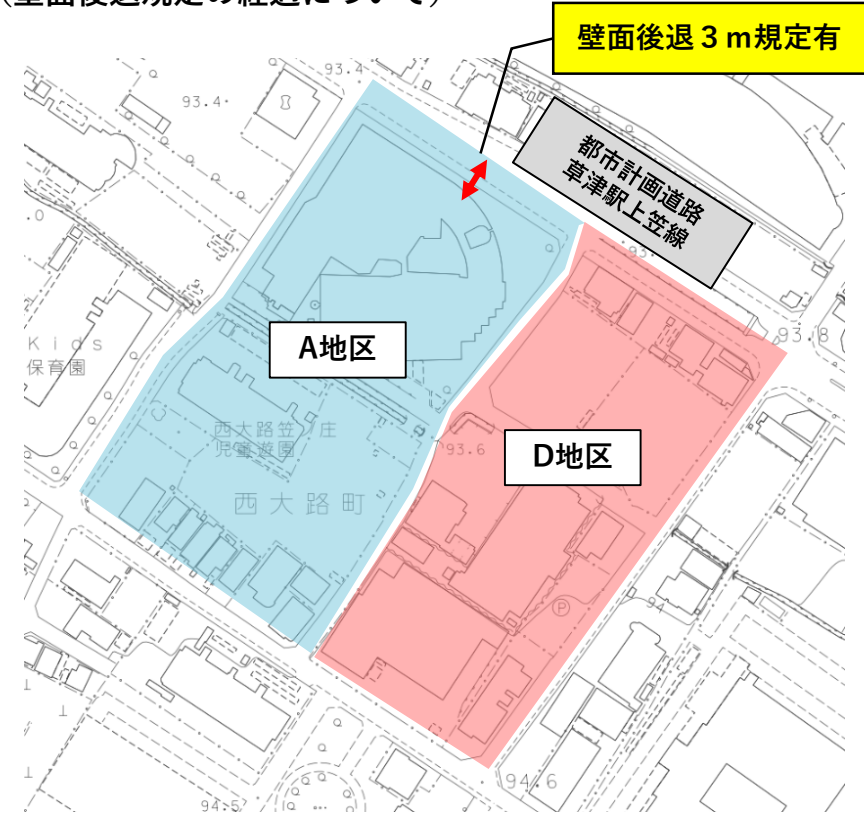 (壁面後退規定の経過について)
壁面後退3m規定有
都市計画道路
草津駅上笠線
93.4
93.4
93.8
A地区
Kids
保育園
西大路笠ノ庄
児童遊園
93.6
D地区
西大路町
P
94
94.6
94.5